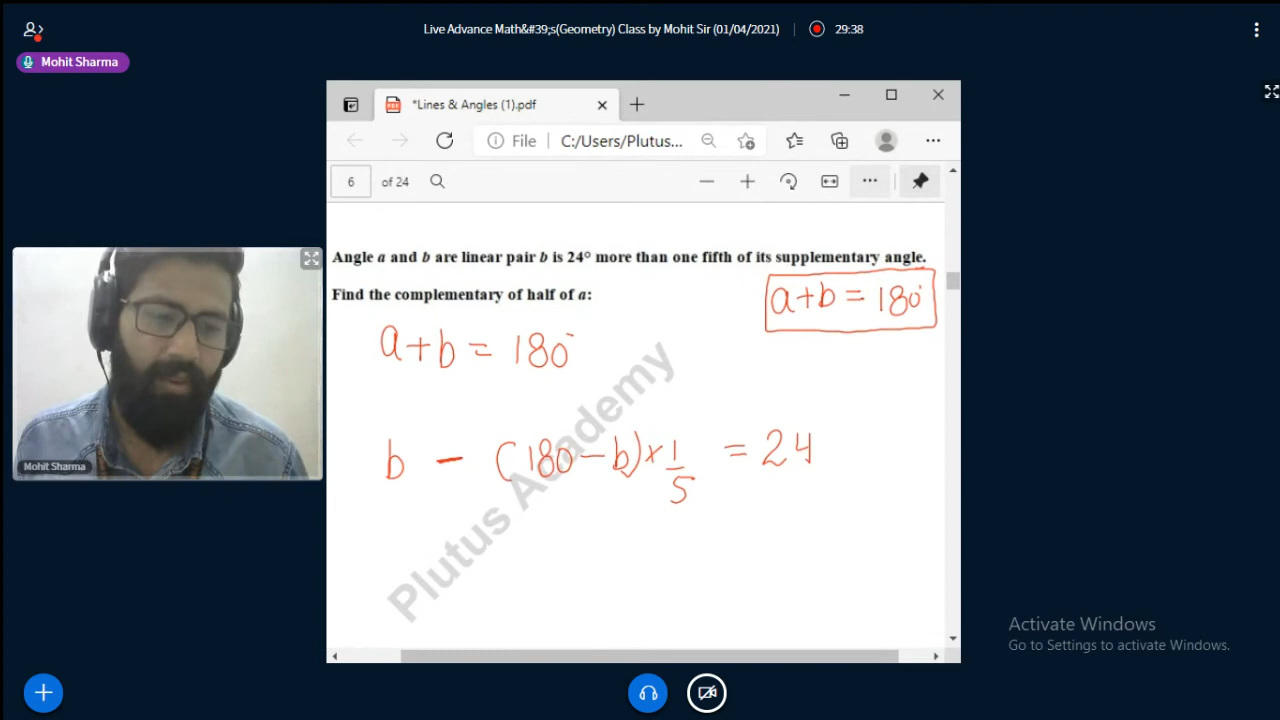 Live Advance Math&#39;s(Geometry) Class by Mohit Sir (01/04/2021) | 29:38
Mohit Sharma
*Lines & Angles (1).pdf
File | C:/Users/Plutus...
6 of 24
Angle a and b are linear pair b is 24° more than one fifth of its supplementary angle.
Find the complementary of half of a:
a+b = 180°
a+b = 180°
b - (180-b)×1/5 = 24
Plutus Academy
Mohit Sharma
Activate Windows
Go to Settings to activate Windows.